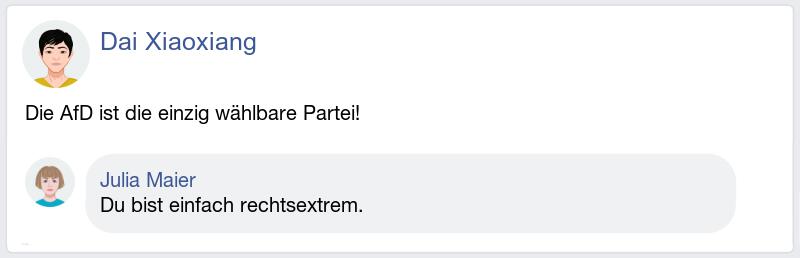 Dai Xiaoxiang
Die AfD ist die einzig wählbare Partei!
Julia Maier
Du bist einfach rechtsextrem.